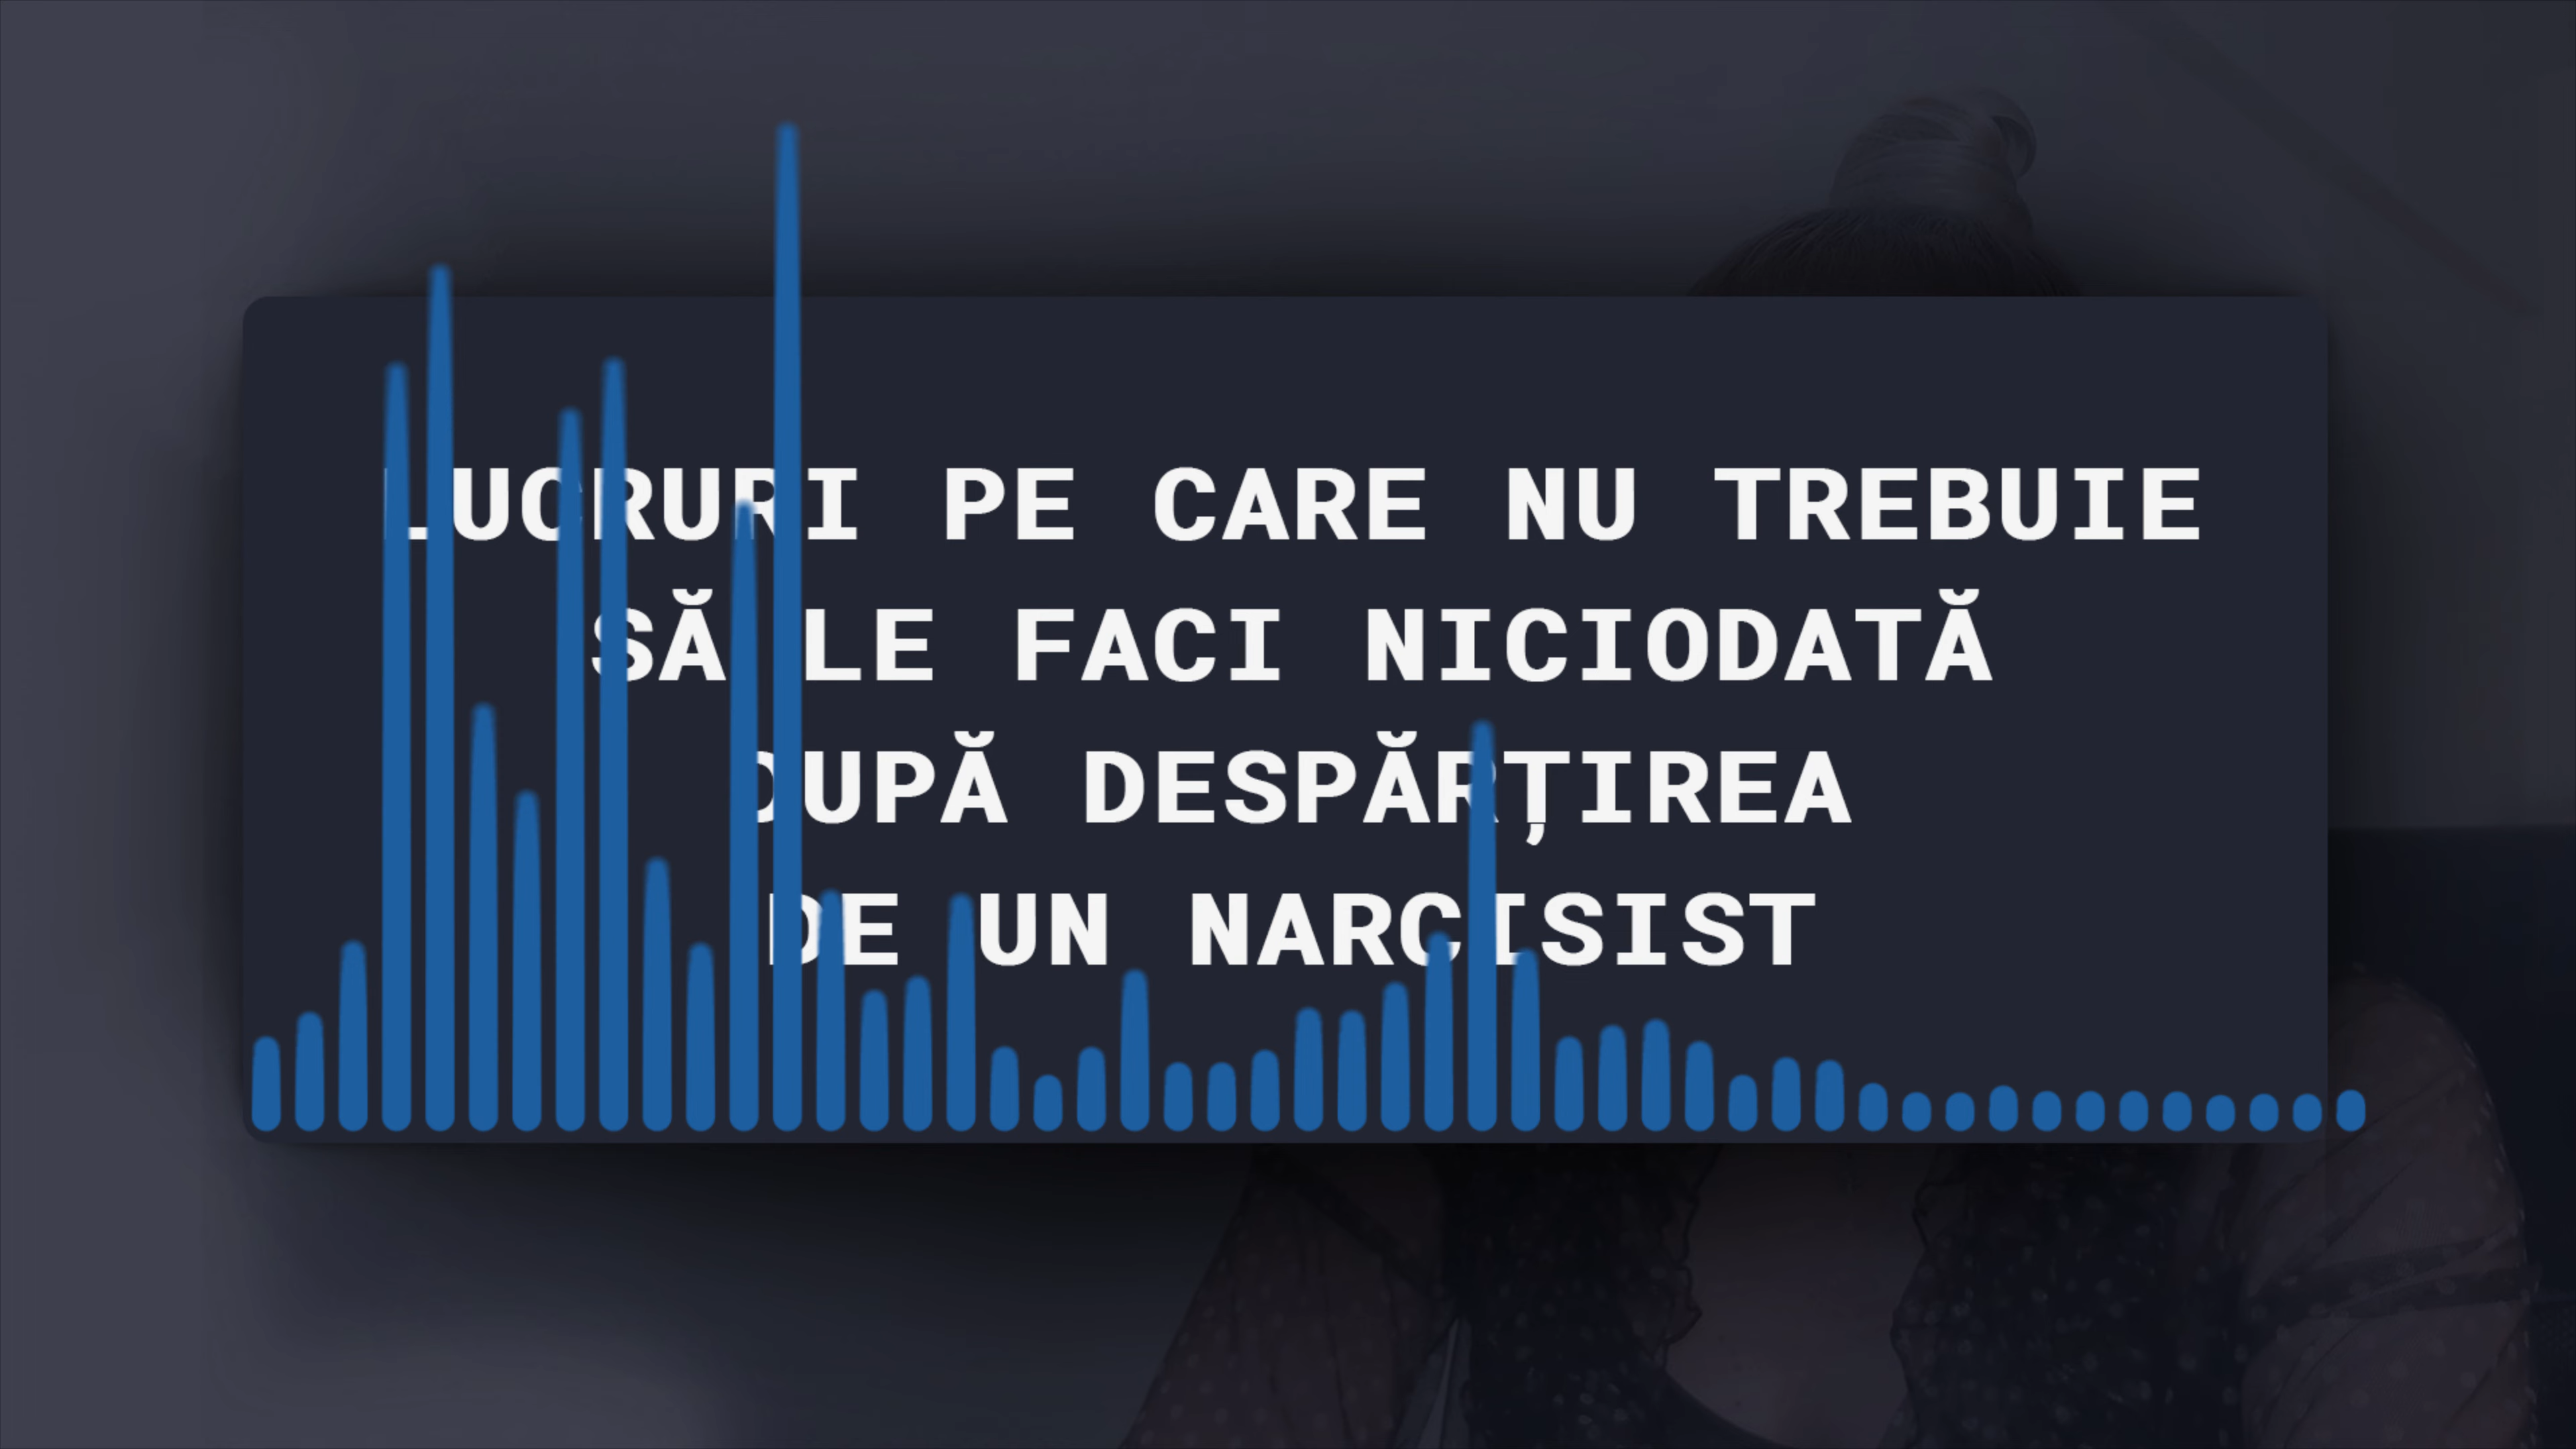 LUCRURI PE CARE NU TREBUIE
SĂ LE FACI NICIODATĂ
DUPĂ DESPĂRȚIREA
DE UN NARCISIST